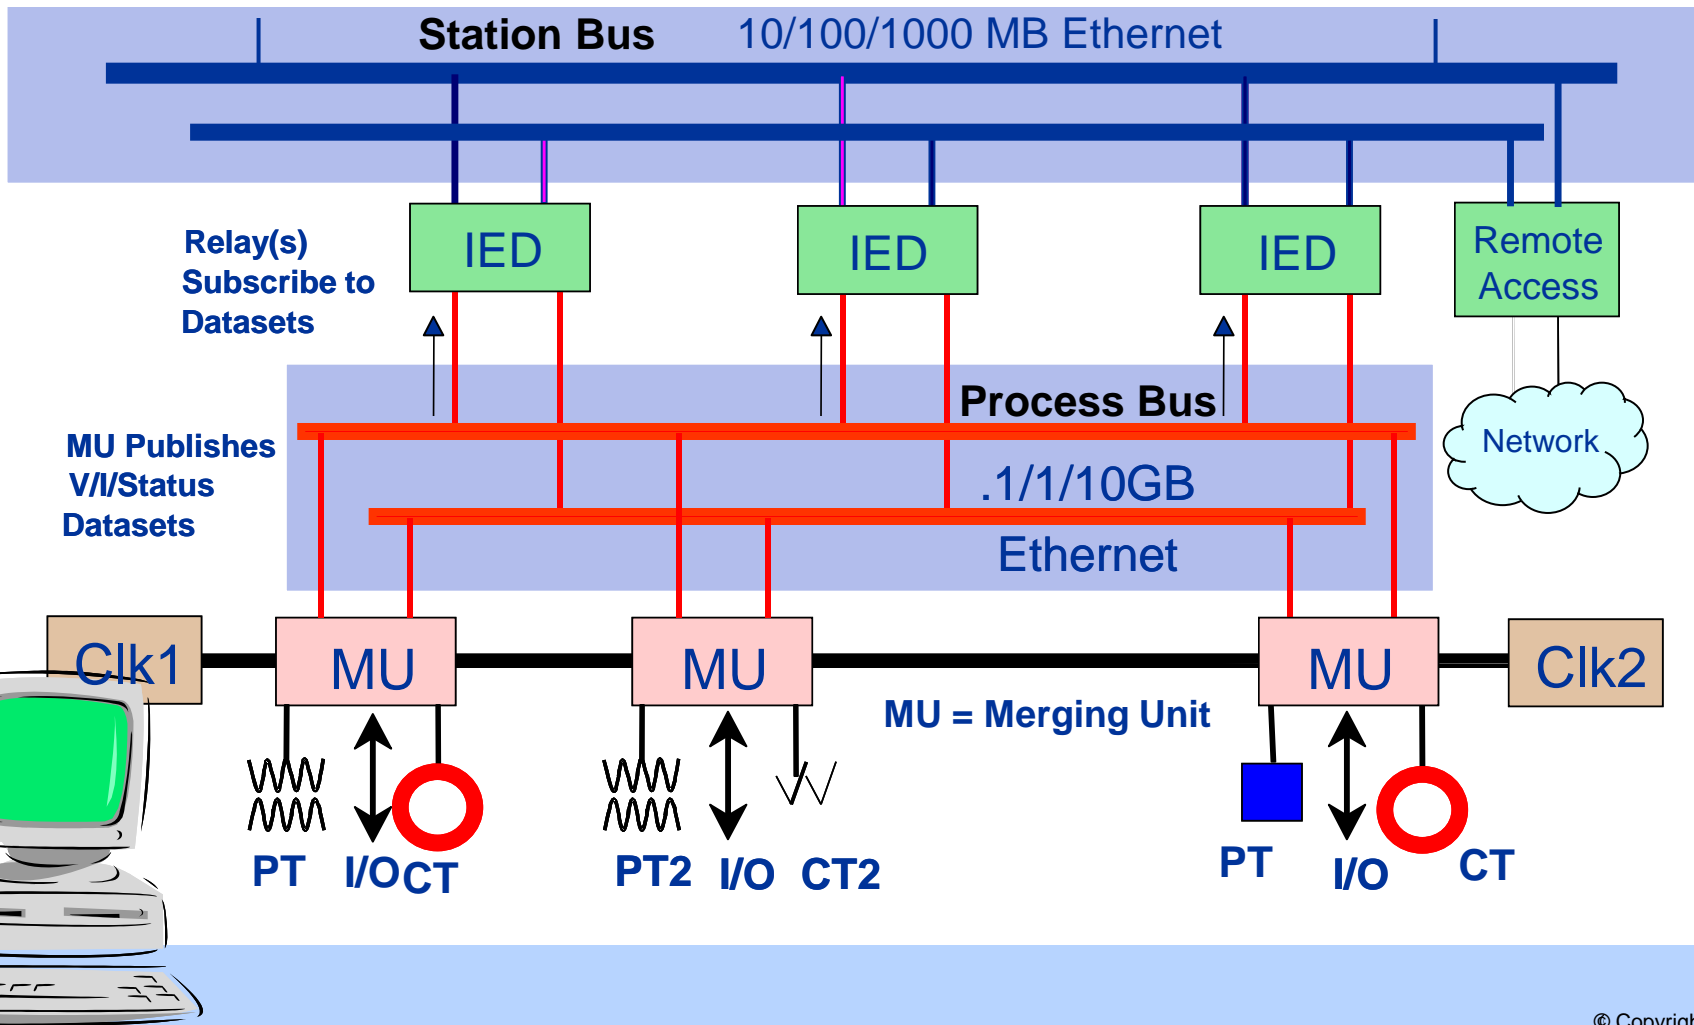 Station Bus 10/100/1000 MB Ethernet
IED
IED
IED
Remote
Access
Relay(s)
Subscribe to
Datasets
Process Bus
.1/1/10GB
Ethernet
Network
MU Publishes
V/I/Status
Datasets
Clk1
MU
MU
MU
Clk2
MU = Merging Unit
PT
I/O
CT
PT2
I/O
CT2
PT
I/O
CT